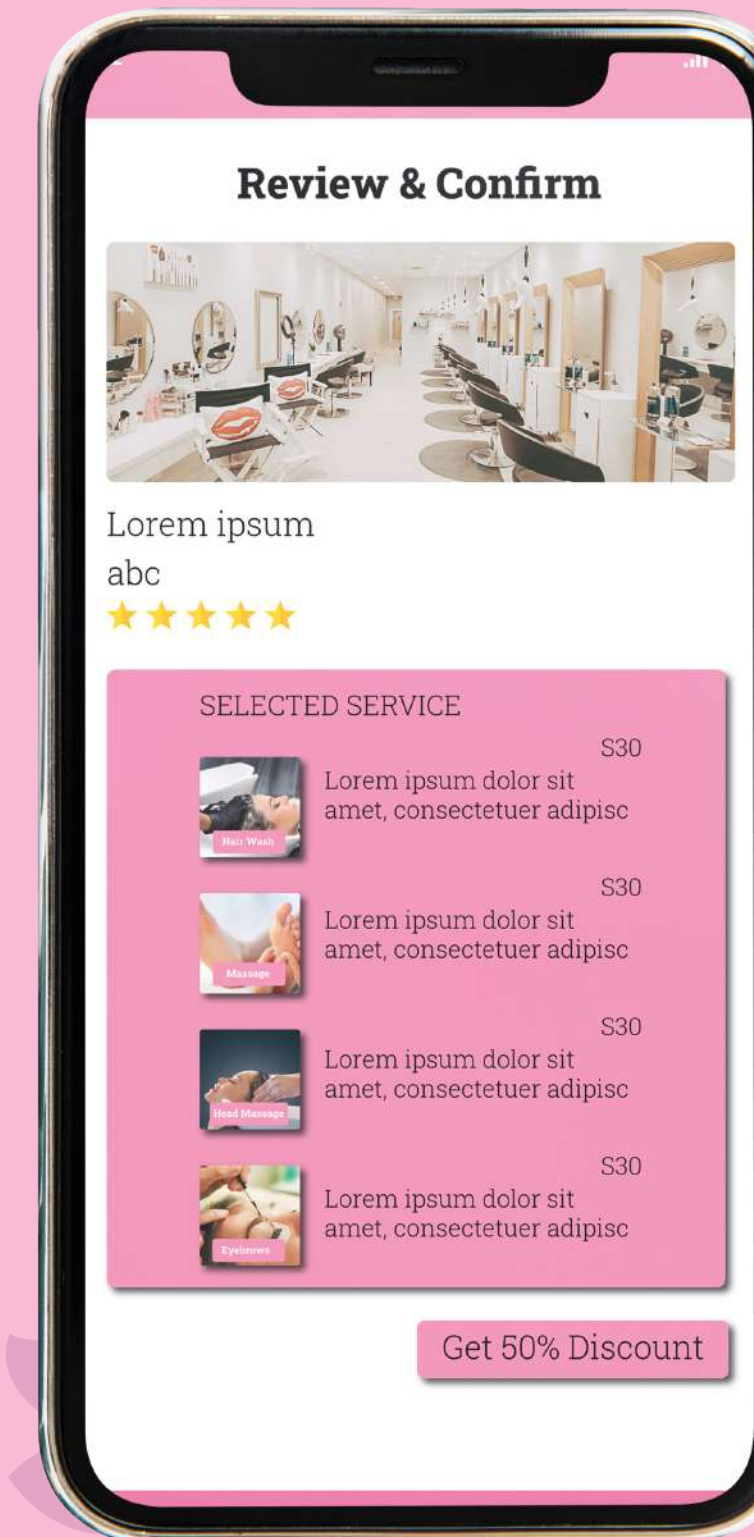 Review & Confirm
Lorem ipsum
abc
SELECTED SERVICE
S30
Lorem ipsum dolor sit
amet, consectetuer adipisc
Hair Wash
S30
Lorem ipsum dolor sit
amet, consectetuer adipisc
Massage
S30
Lorem ipsum dolor sit
amet, consectetuer adipisc
Head Massage
S30
Lorem ipsum dolor sit
amet, consectetuer adipisc
Eyebrows
Get 50% Discount